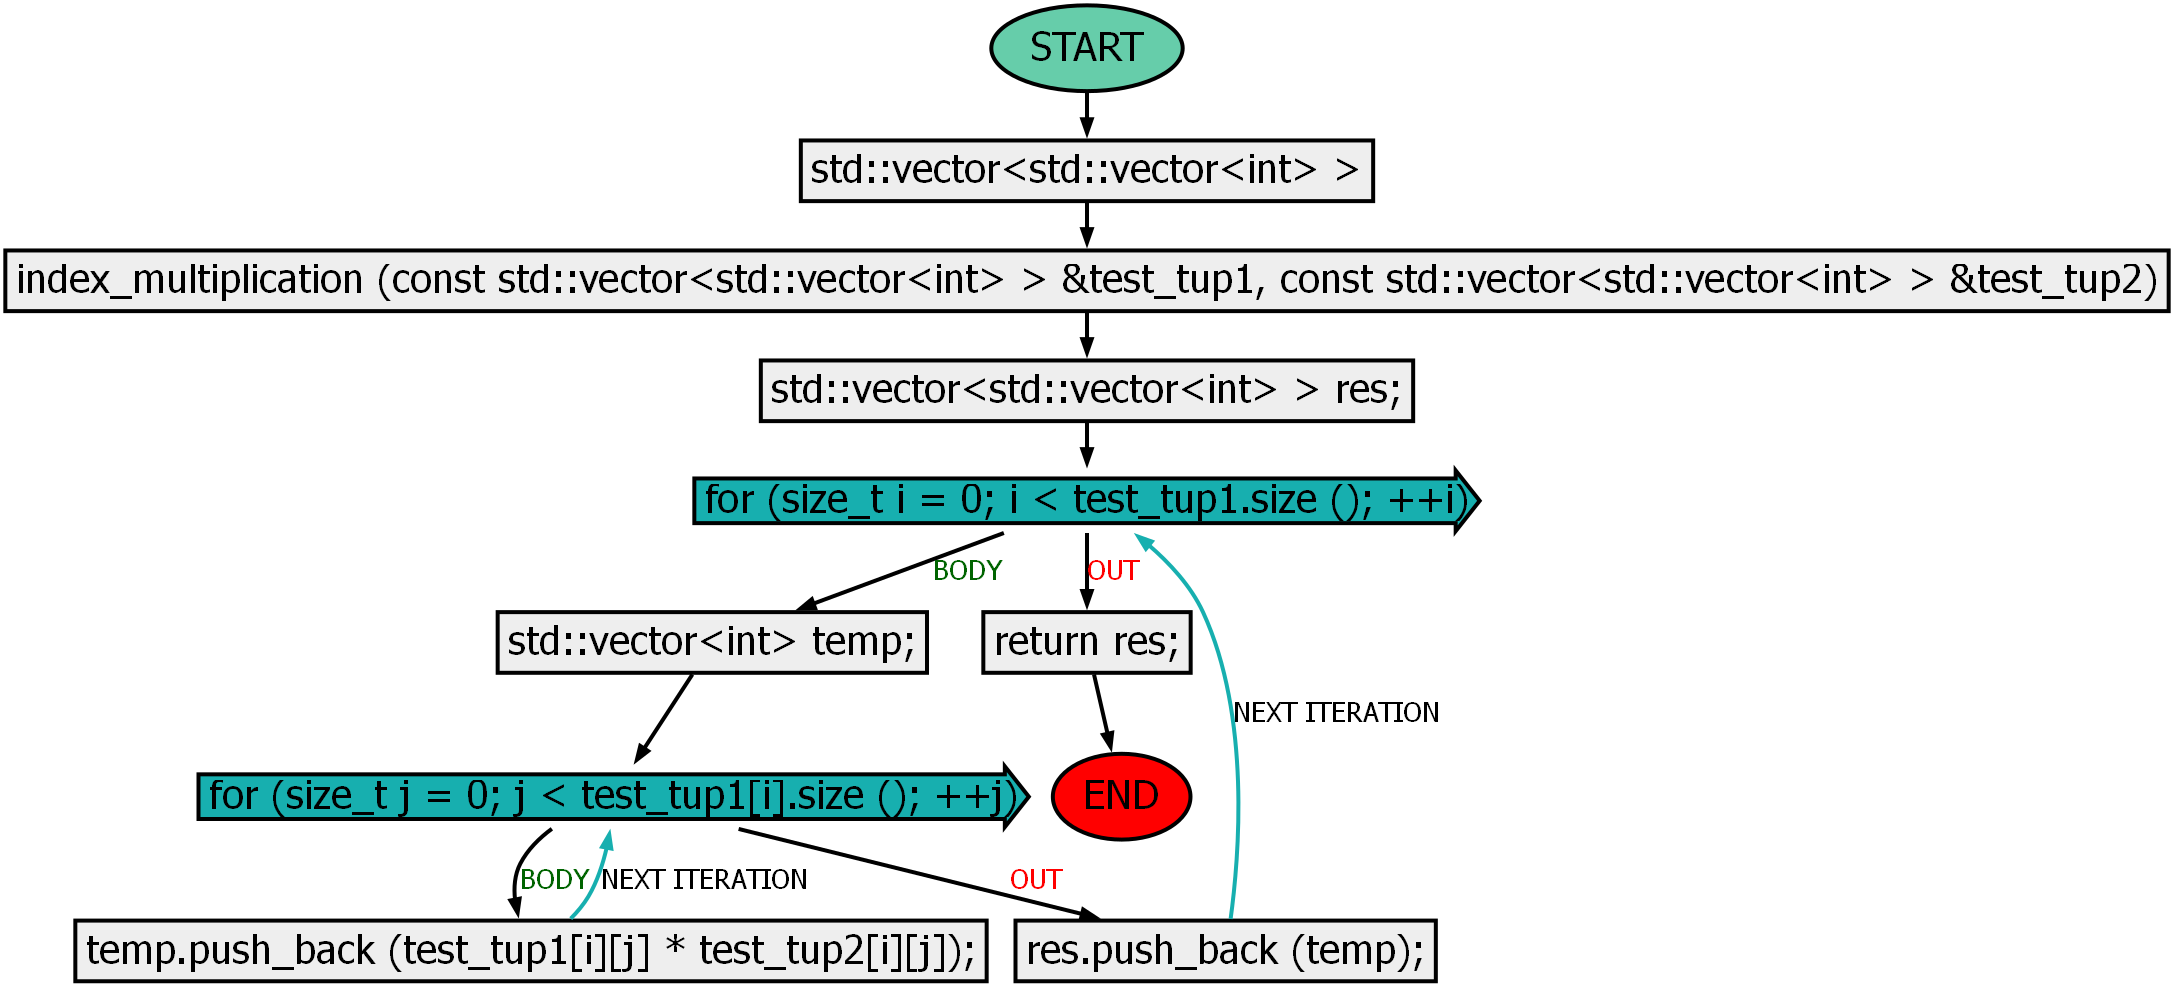 START
std::vector<std::vector<int> >
index_multiplication (const std::vector<std::vector<int> > &test_tup1, const std::vector<std::vector<int> > &test_tup2)
std::vector<std::vector<int> > res;
for (size_t i = 0; i < test_tup1.size (); ++i)
BODY
OUT
std::vector<int> temp;
return res;
NEXT ITERATION
for (size_t j = 0; j < test_tup1[i].size (); ++j)
END
BODY
NEXT ITERATION
OUT
temp.push_back (test_tup1[i][j] * test_tup2[i][j]);
res.push_back (temp);